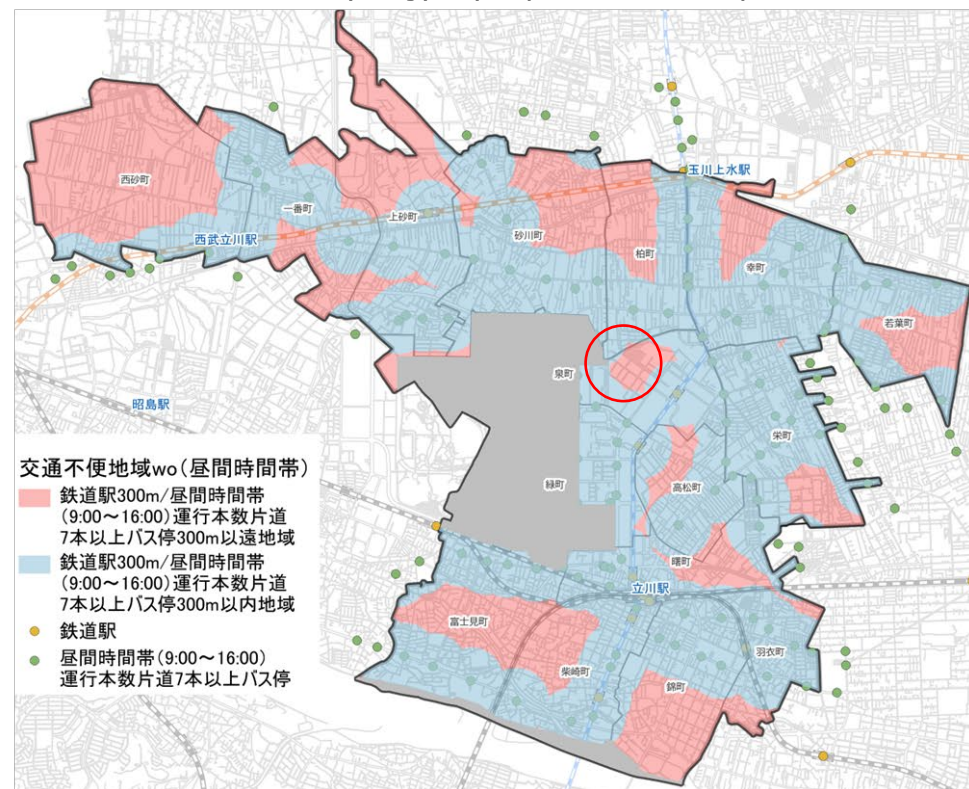 玉川上水駅
西砂町
一番町
上砂町
西武立川駅
砂川町
柏町
幸町
若葉町
泉町
昭島駅
栄町
緑町
高松町
曙町
立川駅
富士見町
羽衣町
柴崎町
錦町
交通不便地域wo(昼間時間帯)
鉄道駅300m/昼間時間帯
(9:00～16:00)運行本数片道
7本以上バス停300m以遠地域
鉄道駅300m/昼間時間帯
(9:00～16:00)運行本数片道
7本以上バス停300m以内地域
鉄道駅
昼間時間帯(9:00～16:00)
運行本数片道7本以上バス停